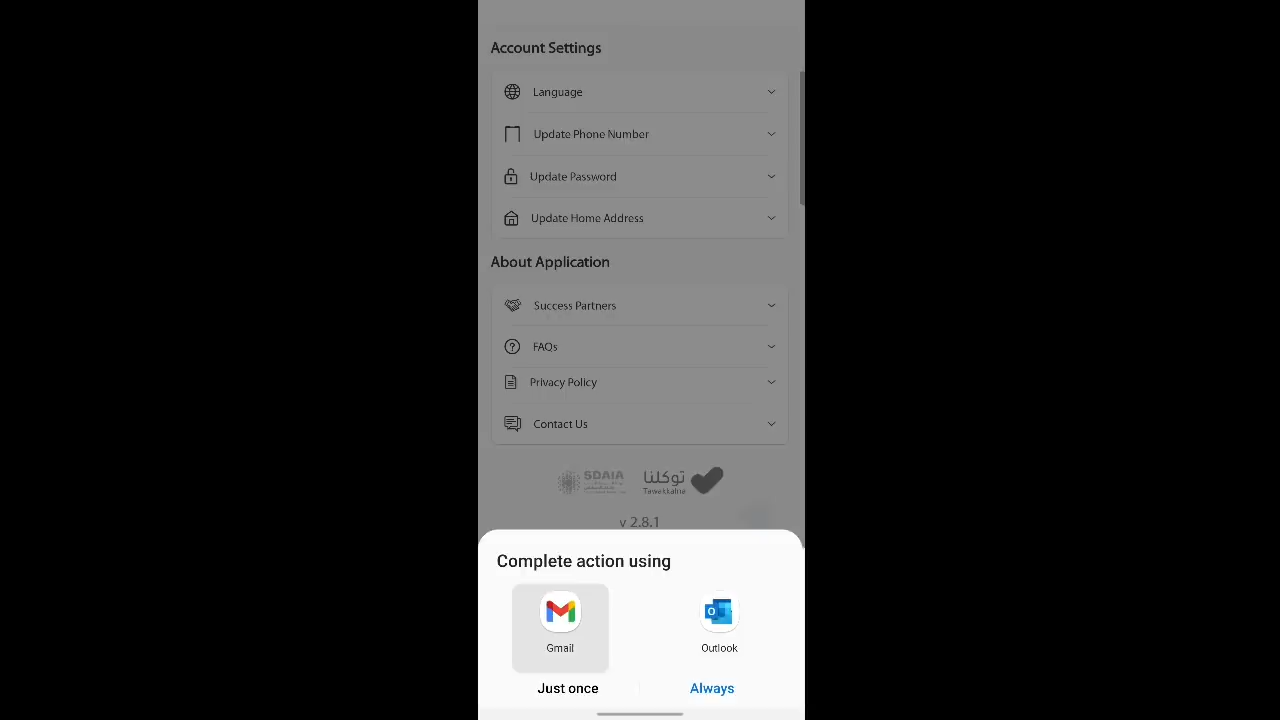 Account Settings
Language
Update Phone Number
Update Password
Update Home Address
About Application
Success Partners
FAQs
Privacy Policy
Contact Us
SDAIA
توكلنا
Tawakkalna
v 2.8.1
Complete action using
Gmail
Outlook
Just once
Always